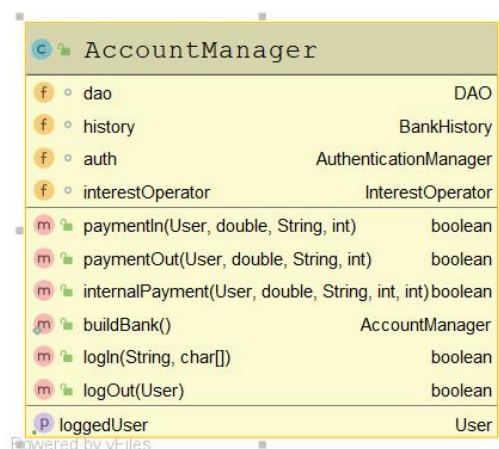 C AccountManager
f dao DAO
f history BankHistory
f auth AuthenticationManager
f interestOperator InterestOperator
m paymentIn(User, double, String, int) boolean
m paymentOut(User, double, String, int) boolean
m internalPayment(User, double, String, int, int) boolean
m buildBank() AccountManager
m logIn(String, char[]) boolean
m logOut(User) boolean
p loggedUser User
Powered by yFiles